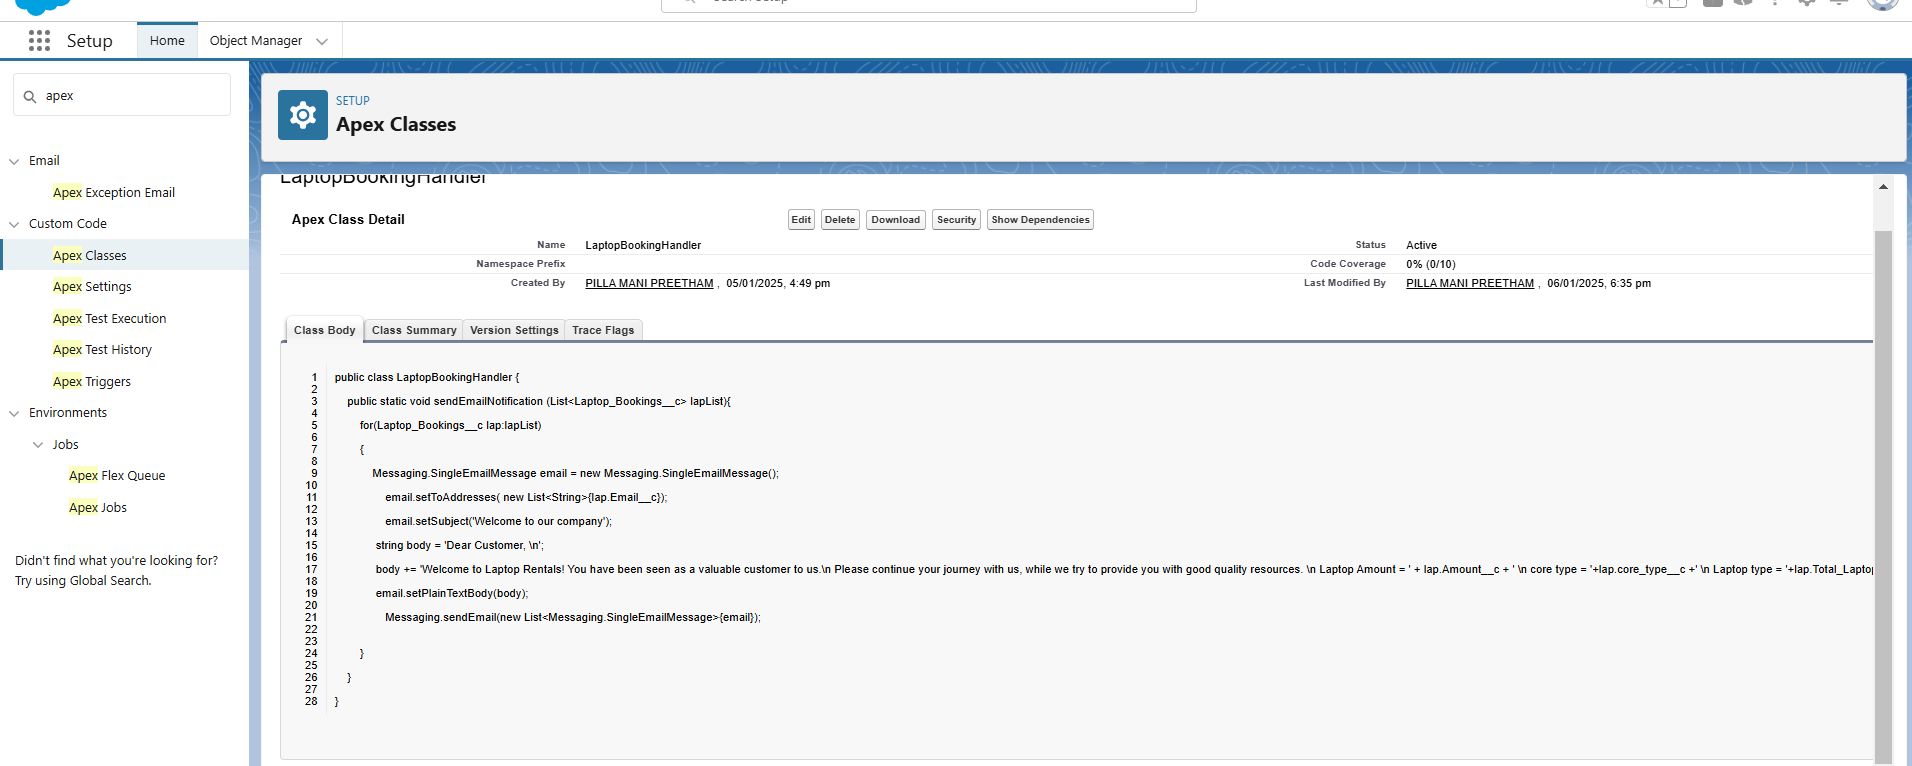 Search Setup
Setup
Home
Object Manager
apex
Email
Apex Exception Email
Custom Code
Apex Classes
Apex Settings
Apex Test Execution
Apex Test History
Apex Triggers
Environments
Jobs
Apex Flex Queue
Apex Jobs
Didn't find what you're looking for?
Try using Global Search.
SETUP
Apex Classes
LaptopBookingHandler
Apex Class Detail
Edit Delete Download Security Show Dependencies
Name LaptopBookingHandler Status Active
Namespace Prefix Code Coverage 0% (0/10)
Created By PILLA MANI PREETHAM , 05/01/2025, 4:49 pm Last Modified By PILLA MANI PREETHAM , 06/01/2025, 6:35 pm
Class Body Class Summary Version Settings Trace Flags
1 public class LaptopBookingHandler {
2
3 public static void sendEmailNotification (List<Laptop_Bookings__c> lapList){
4
5 for(Laptop_Bookings__c lap:lapList)
6
7 {
8
9 Messaging.SingleEmailMessage email = new Messaging.SingleEmailMessage();
10
11 email.setToAddresses( new List<String>{lap.Email__c});
12
13 email.setSubject('Welcome to our company');
14
15 string body = 'Dear Customer, \n';
16
17 body += 'Welcome to Laptop Rentals! You have been seen as a valuable customer to us.\n Please continue your journey with us, while we try to provide you with good quality resources. \n Laptop Amount = ' + lap.Amount__c + ' \n core type = '+lap.core_type__c +' \n Laptop type = '+lap.Total_Laptop
18
19 email.setPlainTextBody(body);
20
21 Messaging.sendEmail(new List<Messaging.SingleEmailMessage>{email});
22
23
24 }
25
26 }
27
28 }